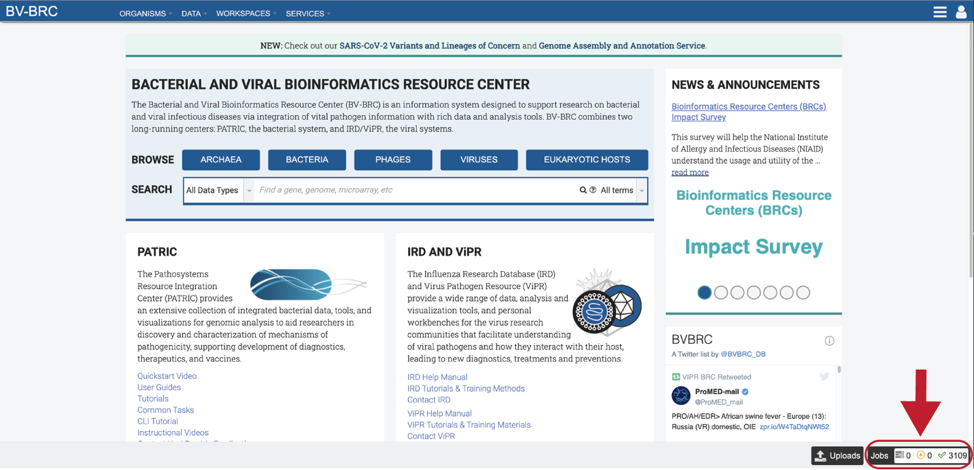 BV-BRC
ORGANISMS DATA WORKSPACES SERVICES
NEW: Check out our SARS-CoV-2 Variants and Lineages of Concern and Genome Assembly and Annotation Service.
BACTERIAL AND VIRAL BIOINFORMATICS RESOURCE CENTER
The Bacterial and Viral Bioinformatics Resource Center (BV-BRC) is an information system designed to support research on bacterial
and viral infectious diseases via integration of vital pathogen information with rich data and analysis tools. BV-BRC combines two
long-running centers: PATRIC, the bacterial system, and IRD/ViPR, the viral systems.
BROWSE ARCHAEA BACTERIA PHAGES VIRUSES EUKARYOTIC HOSTS
SEARCH All Data Types Find a gene, genome, microarray, etc All terms
PATRIC
The Pathosystems
Resource Integration
Center (PATRIC) provides
an extensive collection of integrated bacterial data, tools, and
visualizations for genomic analysis to aid researchers in
discovery and characterization of mechanisms of
pathogenicity, supporting development of diagnostics,
therapeutics, and vaccines.
Quickstart Video
User Guides
Tutorials
Common Tasks
CLI Tutorial
Instructional Videos
IRD AND ViPR
The Influenza Research Database (IRD)
and Virus Pathogen Resource (ViPR)
provide a wide range of data, analysis and
visualization tools, and personal
workbenches for the virus research
communities that facilitate understanding
of viral pathogens and how they interact with their host,
leading to new diagnostics, treatments and preventions.
IRD Help Manual
IRD Tutorials & Training Methods
Contact IRD
ViPR Help Manual
ViPR Tutorials & Training Materials
Contact ViPR
NEWS & ANNOUNCEMENTS
Bioinformatics Resource Centers (BRCs)
Impact Survey
This survey will help the National Institute
of Allergy and Infectious Diseases (NIAID)
understand the usage and utility of the ...
read more
Bioinformatics Resource
Centers (BRCs)
Impact Survey
BVBRC
A Twitter list by @BVBRC_DB
ViPR BRC Retweeted
ProMED-mail
@ProMED_mail
PRO/AH/EDR> African swine fever - Europe (13):
Russia (VR) domestic, OIE zpr.io/W4TaDtqNWt52
Uploads Jobs 0 0 3109